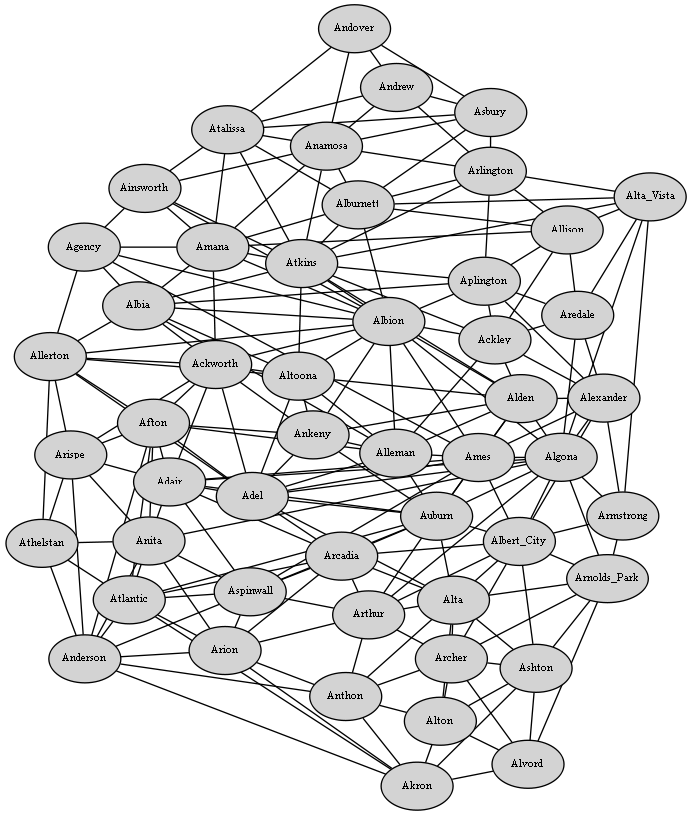 Andover
Andrew
Asbury
Atalissa
Anamosa
Arlington
Ainsworth
Alta_Vista
Alburnett
Allison
Agency
Amana
Atkins
Aplington
Albia
Aredale
Albion
Ackley
Allerton
Ackworth
Altoona
Alden
Alexander
Afton
Ankeny
Arispe
Alleman
Ames
Algona
Adair
Adel
Auburn
Armstrong
Athelstan
Anita
Albert_City
Arcadia
Arnolds_Park
Aspinwall
Atlantic
Alta
Arthur
Arion
Anderson
Archer
Ashton
Anthon
Alton
Alvord
Akron